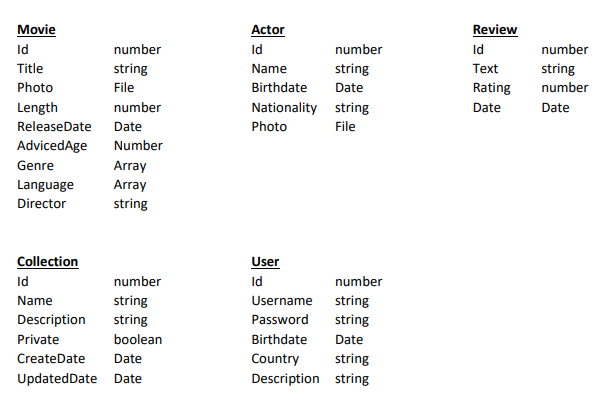 Movie
Id number
Title string
Photo File
Length number
ReleaseDate Date
AdvicedAge Number
Genre Array
Language Array
Director string
Actor
Id number
Name string
Birthdate Date
Nationality string
Photo File
Review
Id number
Text string
Rating number
Date Date
Collection
Id number
Name string
Description string
Private boolean
CreateDate Date
UpdatedDate Date
User
Id number
Username string
Password string
Birthdate Date
Country string
Description string